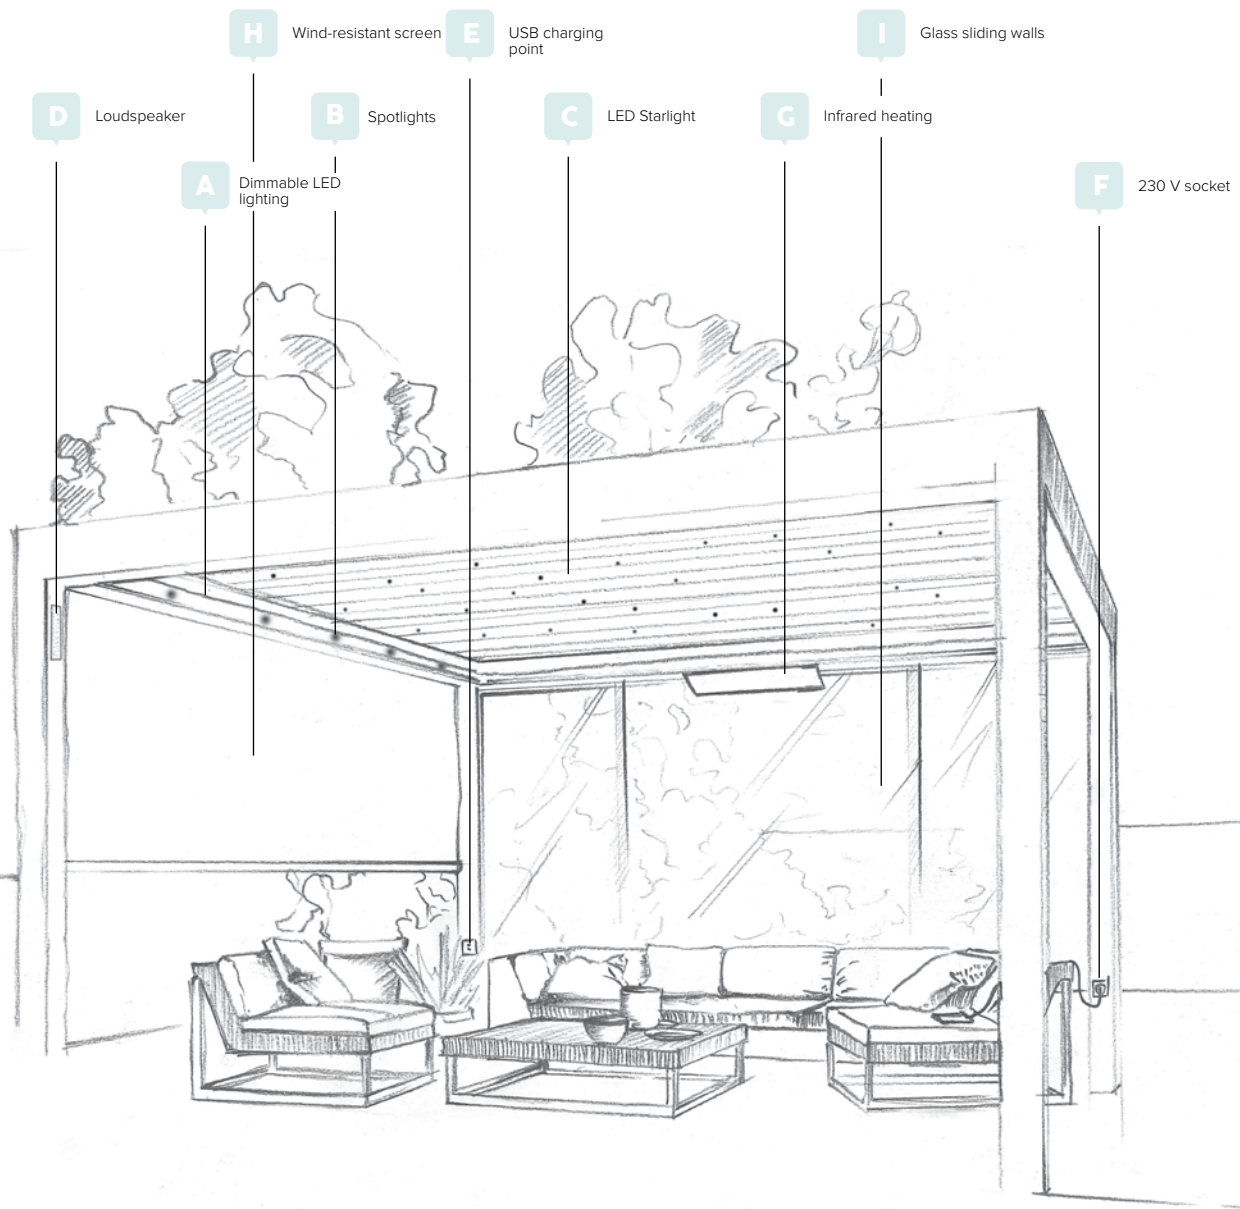 H
Wind-resistant screen
E
USB charging
point
I
Glass sliding walls
D
Loudspeaker
B
Spotlights
C
LED Starlight
G
Infrared heating
A
Dimmable LED
lighting
F
230 V socket